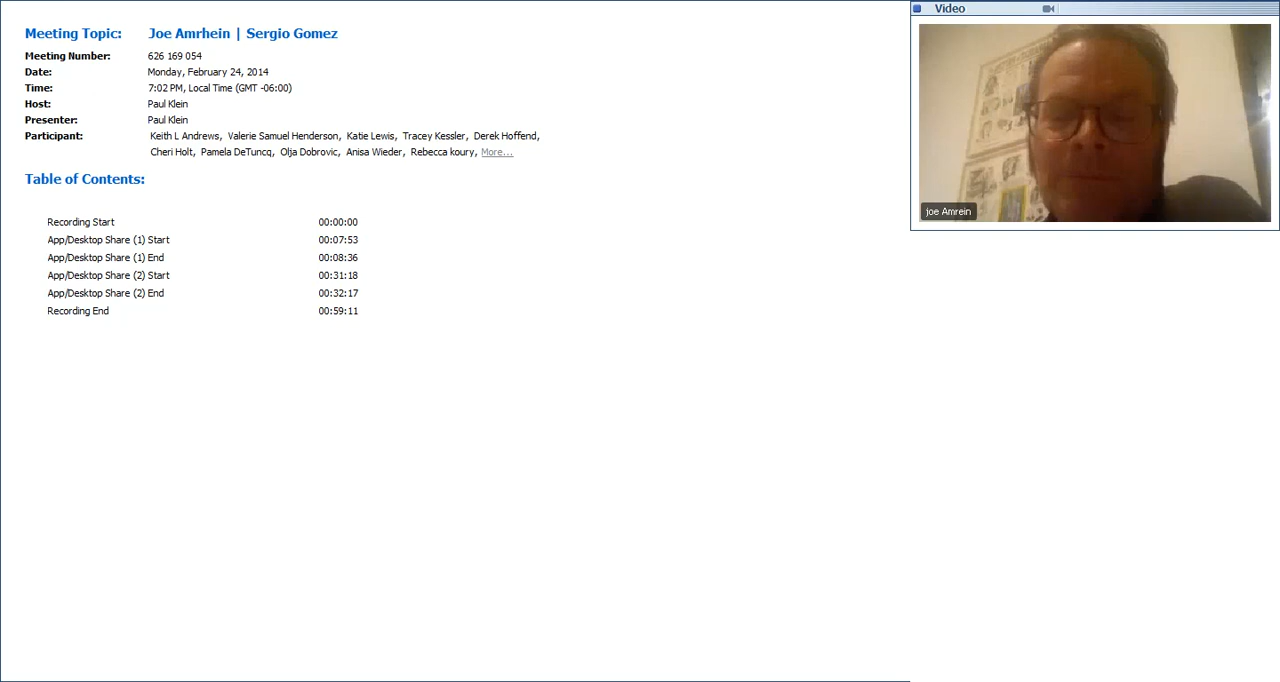 Meeting Topic: Joe Amrhein | Sergio Gomez
Meeting Number: 626 169 054
Date: Monday, February 24, 2014
Time: 7:02 PM, Local Time (GMT -06:00)
Host: Paul Klein
Presenter: Paul Klein
Participant: Keith L Andrews, Valerie Samuel Henderson, Katie Lewis, Tracey Kessler, Derek Hoffend,
Cheri Holt, Pamela DeTuncq, Olja Dobrovic, Anisa Wieder, Rebecca koury, More...
Table of Contents:
Recording Start 00:00:00
App/Desktop Share (1) Start 00:07:53
App/Desktop Share (1) End 00:08:36
App/Desktop Share (2) Start 00:31:18
App/Desktop Share (2) End 00:32:17
Recording End 00:59:11
Video
joe Amrein